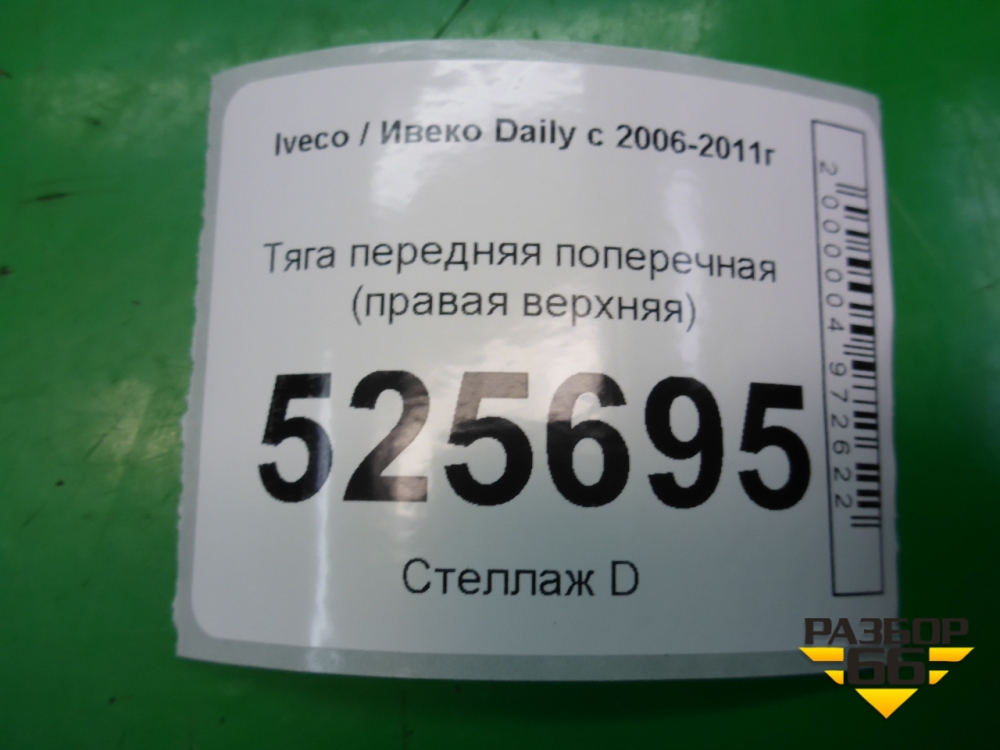 Iveco / Ивеко Daily с 2006-2011г
Тяга передняя поперечная
(правая верхняя)
525695
Стеллаж D
2000004972622
РАЗБОР
66